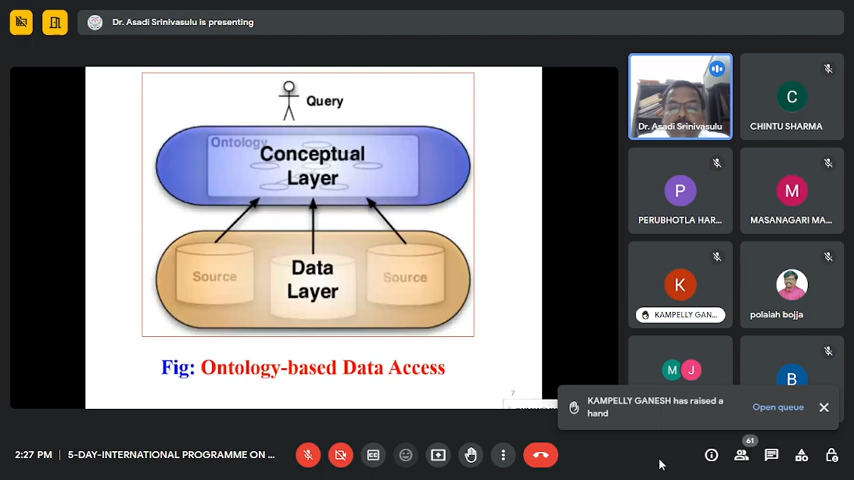 Dr. Asadi Srinivasulu is presenting
Query
Ontology
Conceptual
Layer
Source
Data
Layer
Source
Fig: Ontology-based Data Access
7
Dr. Asadi Srinivasulu
C
CHINTU SHARMA
P
PERUBHOTLA HAR...
M
MASANAGARI MA...
K
KAMPELLY GAN...
polaiah bojja
M
J
B
KAMPELLY GANESH has raised a
hand
Open queue
2:27 PM | 5-DAY-INTERNATIONAL PROGRAMME ON ...
61